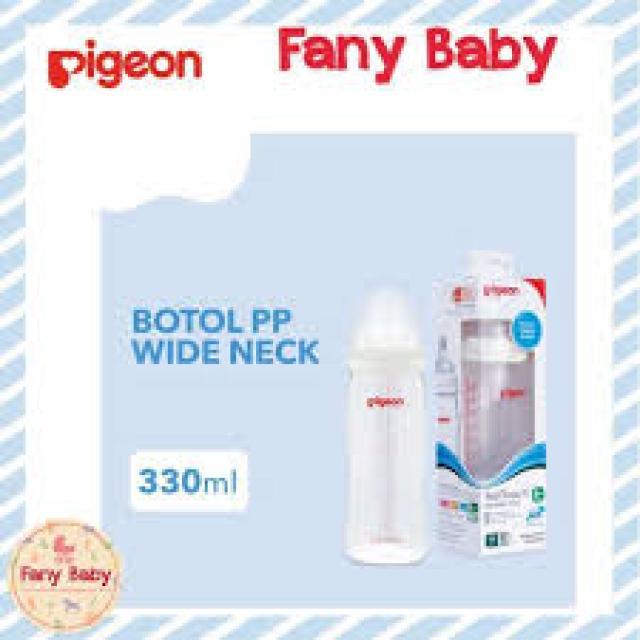 pigeon
Fany Baby
BOTOL PP
WIDE NECK
330ml
pigeon
pigeon
pigeon
Fany Baby